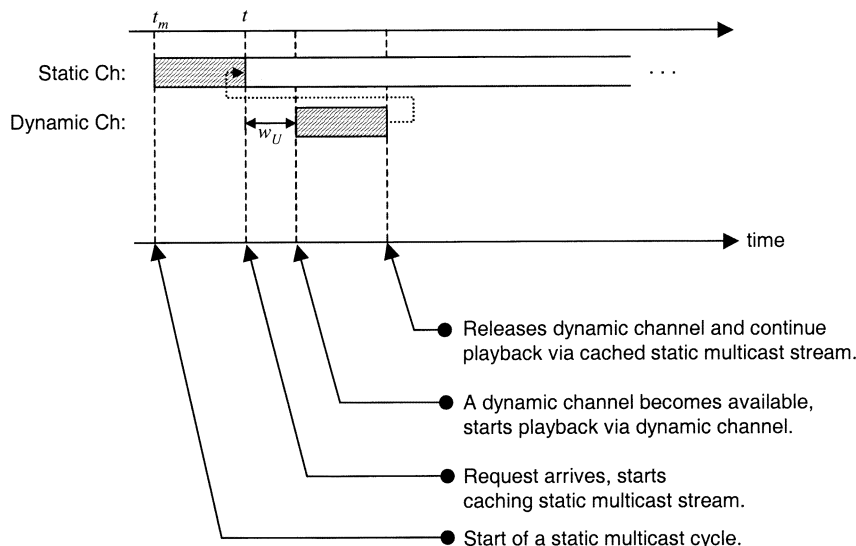 t_m t
Static Ch: . . .
Dynamic Ch:
w_U
time
Releases dynamic channel and continue
playback via cached static multicast stream.
A dynamic channel becomes available,
starts playback via dynamic channel.
Request arrives, starts
caching static multicast stream.
Start of a static multicast cycle.